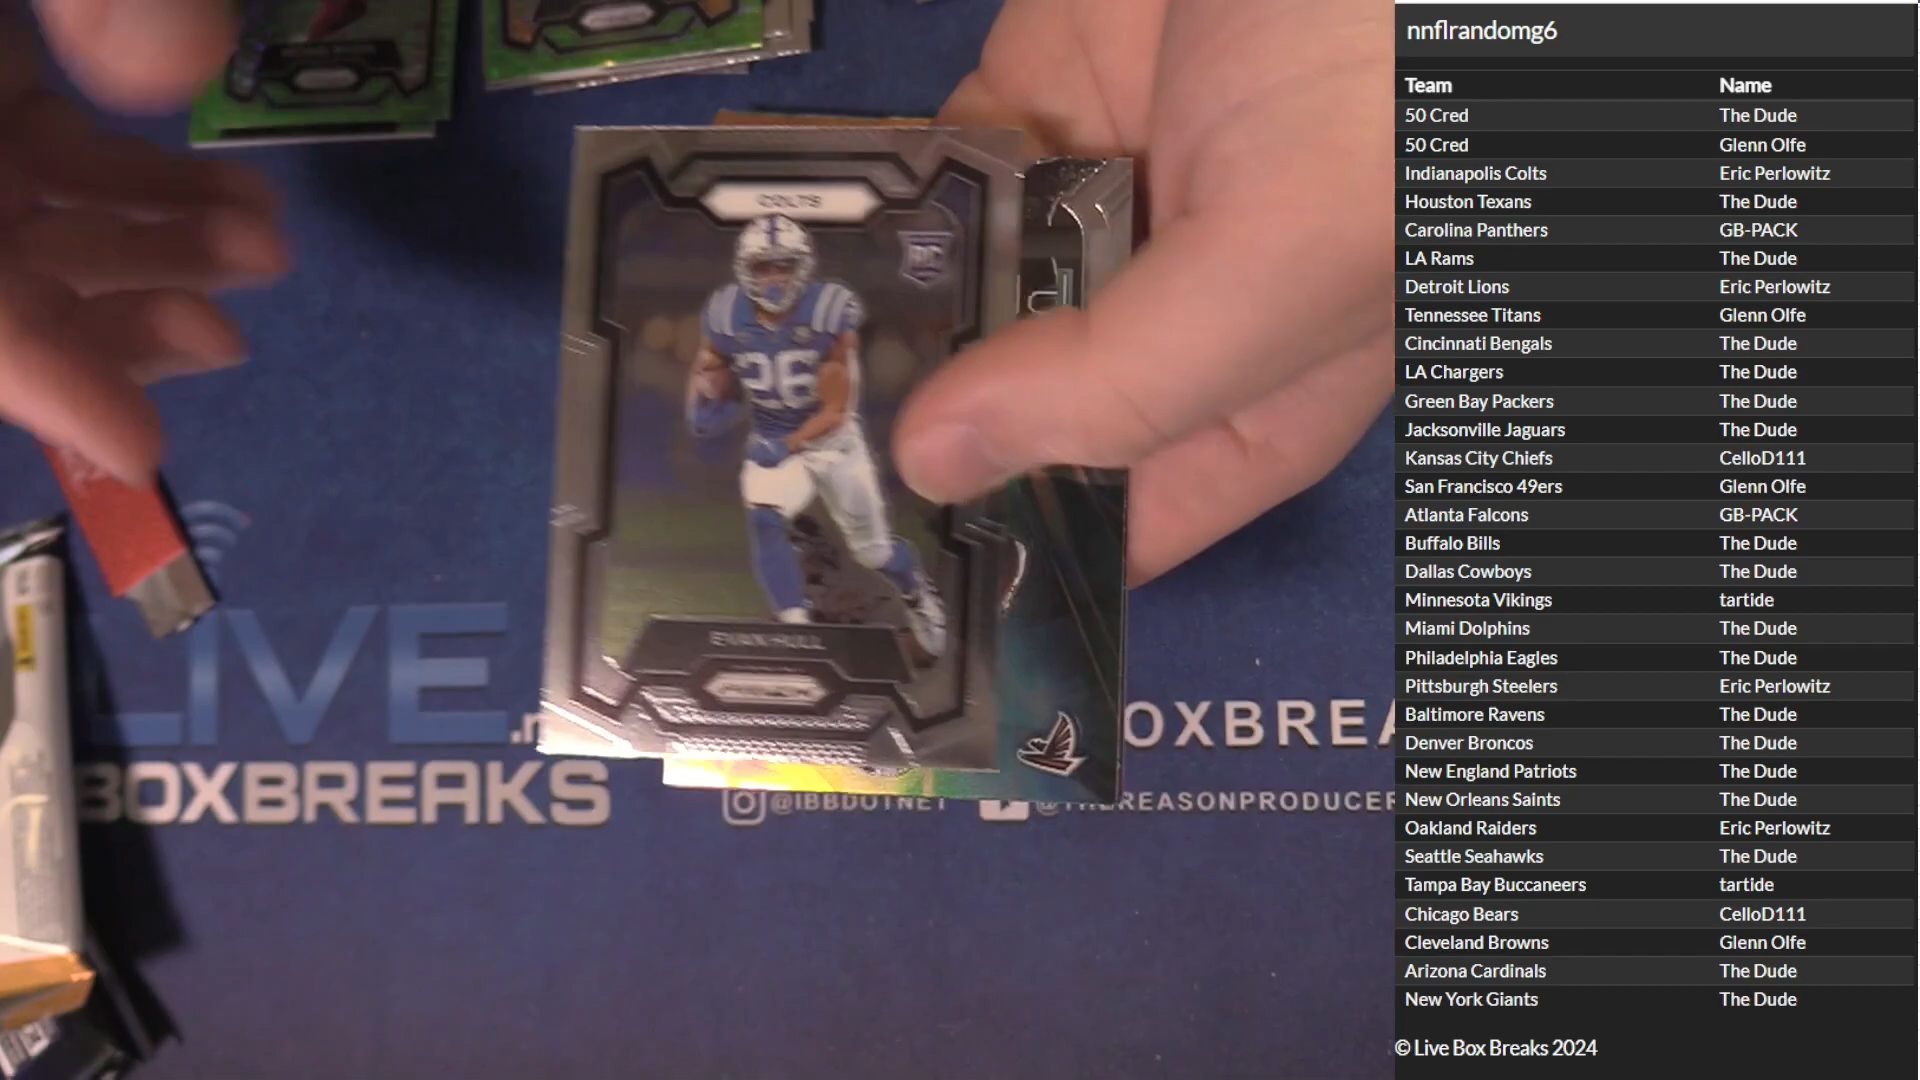 COLTS
RC
26
EVAN HULL
PRIZM
LIVE
BOXBREAKS
OXBREA
@IBBDOTNET
REASONPRODUCER
nnflrandomg6
Team Name
50 Cred The Dude
50 Cred Glenn Olfe
Indianapolis Colts Eric Perlowitz
Houston Texans The Dude
Carolina Panthers GB-PACK
LA Rams The Dude
Detroit Lions Eric Perlowitz
Tennessee Titans Glenn Olfe
Cincinnati Bengals The Dude
LA Chargers The Dude
Green Bay Packers The Dude
Jacksonville Jaguars The Dude
Kansas City Chiefs CelloD111
San Francisco 49ers Glenn Olfe
Atlanta Falcons GB-PACK
Buffalo Bills The Dude
Dallas Cowboys The Dude
Minnesota Vikings tartide
Miami Dolphins The Dude
Philadelphia Eagles The Dude
Pittsburgh Steelers Eric Perlowitz
Baltimore Ravens The Dude
Denver Broncos The Dude
New England Patriots The Dude
New Orleans Saints The Dude
Oakland Raiders Eric Perlowitz
Seattle Seahawks The Dude
Tampa Bay Buccaneers tartide
Chicago Bears CelloD111
Cleveland Browns Glenn Olfe
Arizona Cardinals The Dude
New York Giants The Dude
© Live Box Breaks 2024